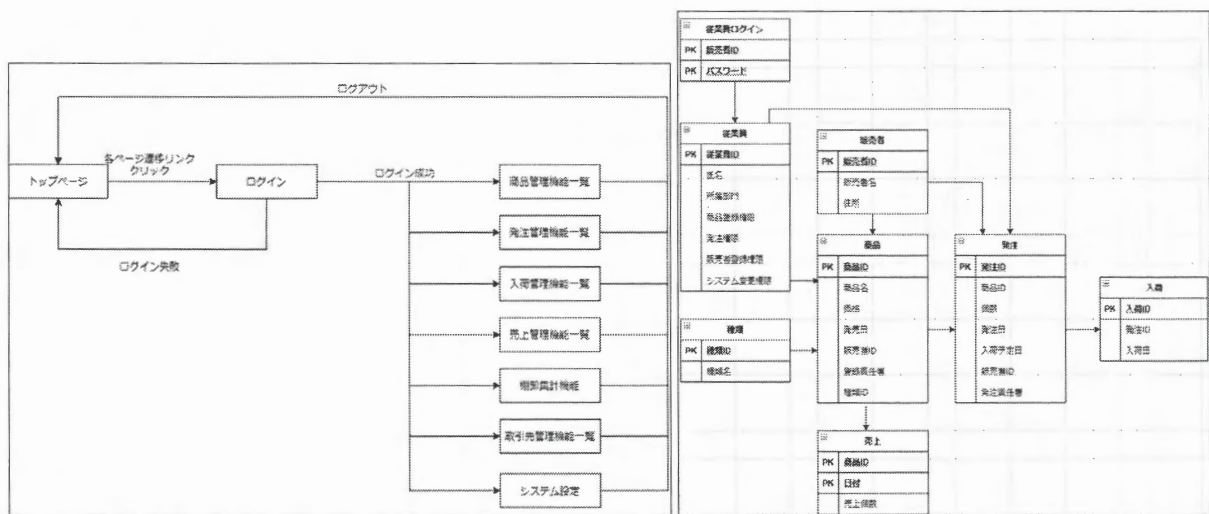 ログアウト
各ページ遷移リンク
クリック
トップページ
ログイン
ログイン成功
ログイン失敗
商品管理機能一覧
発注管理機能一覧
入荷管理機能一覧
売上管理機能一覧
棚卸集計機能
取引先管理機能一覧
システム設定
従業員ログイン
PK 販売者ID
PK パスワード
従業員
PK 従業員ID
氏名
所属部門
商品登録権限
発注権限
販売者登録権限
システム変更権限
種類
PK 種類ID
種類名
販売者
PK 販売者ID
販売者名
住所
商品
PK 商品ID
商品名
価格
発売日
販売者ID
登録責任者
種類ID
売上
PK 商品ID
PK 日付
売上個数
発注
PK 発注ID
商品ID
個数
発注日
入荷予定日
販売者ID
発注責任者
入荷
PK 入荷ID
発注ID
入荷日